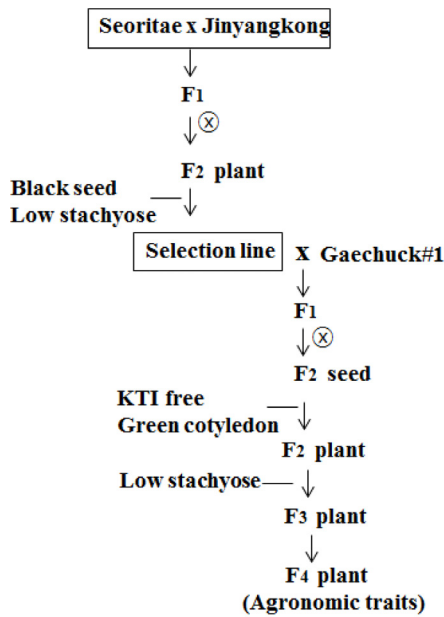 Seoritae x Jinyangkong
F1
ⓧ
F2 plant
Black seed
Low stachyose
Selection line x Gaechuck#1
F1
ⓧ
F2 seed
KTI free
Green cotyledon
F2 plant
Low stachyose
F3 plant
F4 plant
(Agronomic traits)